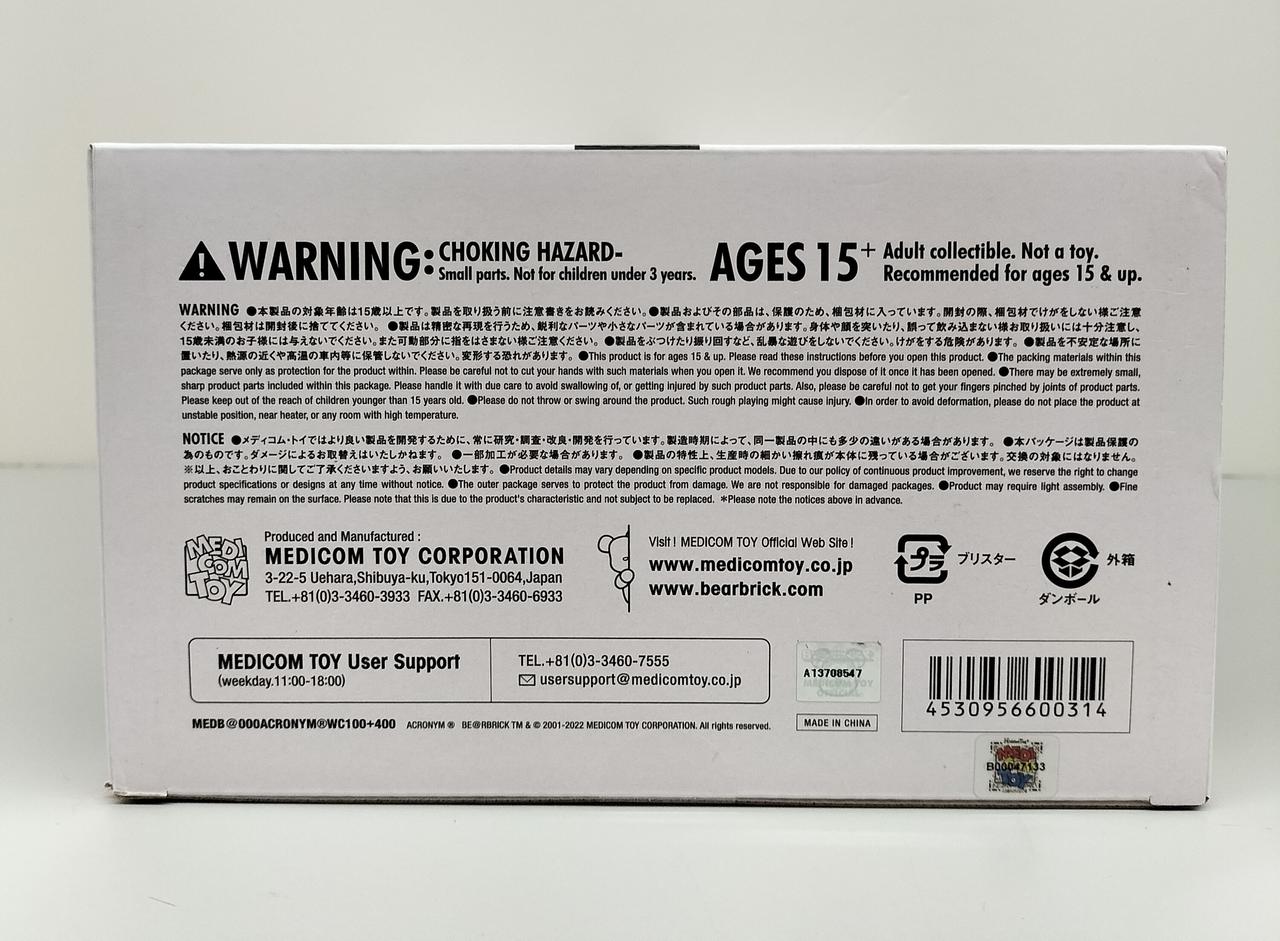 WARNING: CHOKING HAZARD-
Small parts. Not for children under 3 years.
AGES 15+ Adult collectible. Not a toy.
Recommended for ages 15 & up.
WARNING ●本製品の対象年齢は15歳以上です。製品を取り扱う前に注意書きをお読みください。●製品およびその部品は、保護のため、梱包材に入っています。開封の際、梱包材でけがをしない様ご注意
ください。梱包材は開封後に捨ててください。 ●製品は精密な再現を行うため、鋭利なパーツや小さなパーツが含まれている場合があります。身体や顔を突いたり、誤って飲み込まない様お取り扱いには十分注意し、
15歳未満のお子様には与えないでください。また可動部分に指をはさまない様ご注意ください。 ●製品をぶつけたり振り回すなど、乱暴な遊びをしないでください。けがをする危険があります。 ●製品を不安定な場所に
置いたり、熱源の近くや高温の車内等に保管しないでください。変形する恐れがあります。 ●This product is for ages 15 & up. Please read these instructions before you open this product. ●The packing materials within this
package serve only as protection for the product within. Please be careful not to cut your hands with such materials when you open it. We recommend you dispose of it once it has been opened. ●There may be extremely small,
sharp product parts included within this package. Please handle it with due care to avoid swallowing of, or getting injured by such product parts. Also, please be careful not to get your fingers pinched by joints of product parts.
Please keep out of the reach of children younger than 15 years old. ●Please do not throw or swing around the product. Such rough playing might cause injury. ●In order to avoid deformation, please do not place the product at
unstable position, near heater, or any room with high temperature.
NOTICE ●メディコム・トイではより良い製品を開発するために、常に研究・調査・改良・開発を行っています。製造時期によって、同一製品の中にも多少の違いがある場合があります。 ●本パッケージは製品保護の
為のものです。ダメージによるお取替えはいたしかねます。 ●一部加工が必要な場合があります。 ●製品の特性上、生産時の細かい擦れ痕が本体に残っている場合がございます。交換の対象にはなりません。
※以上、おことわりに関してご了承くださいますよう、お願いいたします。 ●Product details may vary depending on specific product models. Due to our policy of continuous product improvement, we reserve the right to change
product specifications or designs at any time without notice. ●The outer package serves to protect the product from damage. We are not responsible for damaged packages. ●Product may require light assembly. ●Fine
scratches may remain on the surface. Please note that this is due to the product's characteristic and not subject to be replaced. *Please note the notices above in advance.
MEDI
COM
TOY
Produced and Manufactured :
MEDICOM TOY CORPORATION
3-22-5 Uehara,Shibuya-ku,Tokyo151-0064,Japan
TEL.+81(0)3-3460-3933 FAX.+81(0)3-3460-6933
Visit ! MEDICOM TOY Official Web Site !
www.medicomtoy.co.jp
www.bearbrick.com
プラ ブリスター
PP
外箱
ダンボール
MEDICOM TOY User Support
(weekday.11:00-18:00)
TEL.+81(0)3-3460-7555
usersupport@medicomtoy.co.jp
A13708547
MEDICOM TOY
OFFICIAL
MADE IN CHINA
4530956600314
MEDB@000ACRONYM®WC100+400 ACRONYM ® BE@RBRICK TM & © 2001-2022 MEDICOM TOY CORPORATION. All rights reserved.
MEDI
B00047133
TOY